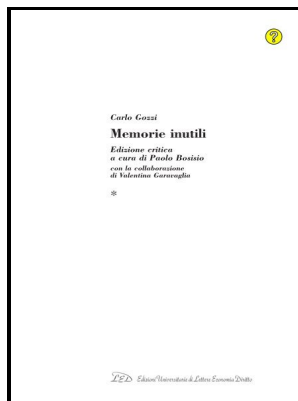 ?
Carlo Gozzi
Memorie inutili
Edizione critica
a cura di Paolo Bosisio
con la collaborazione
di Valentina Garavaglia
*
LED Edizioni Universitarie di Lettere Economia Diritto